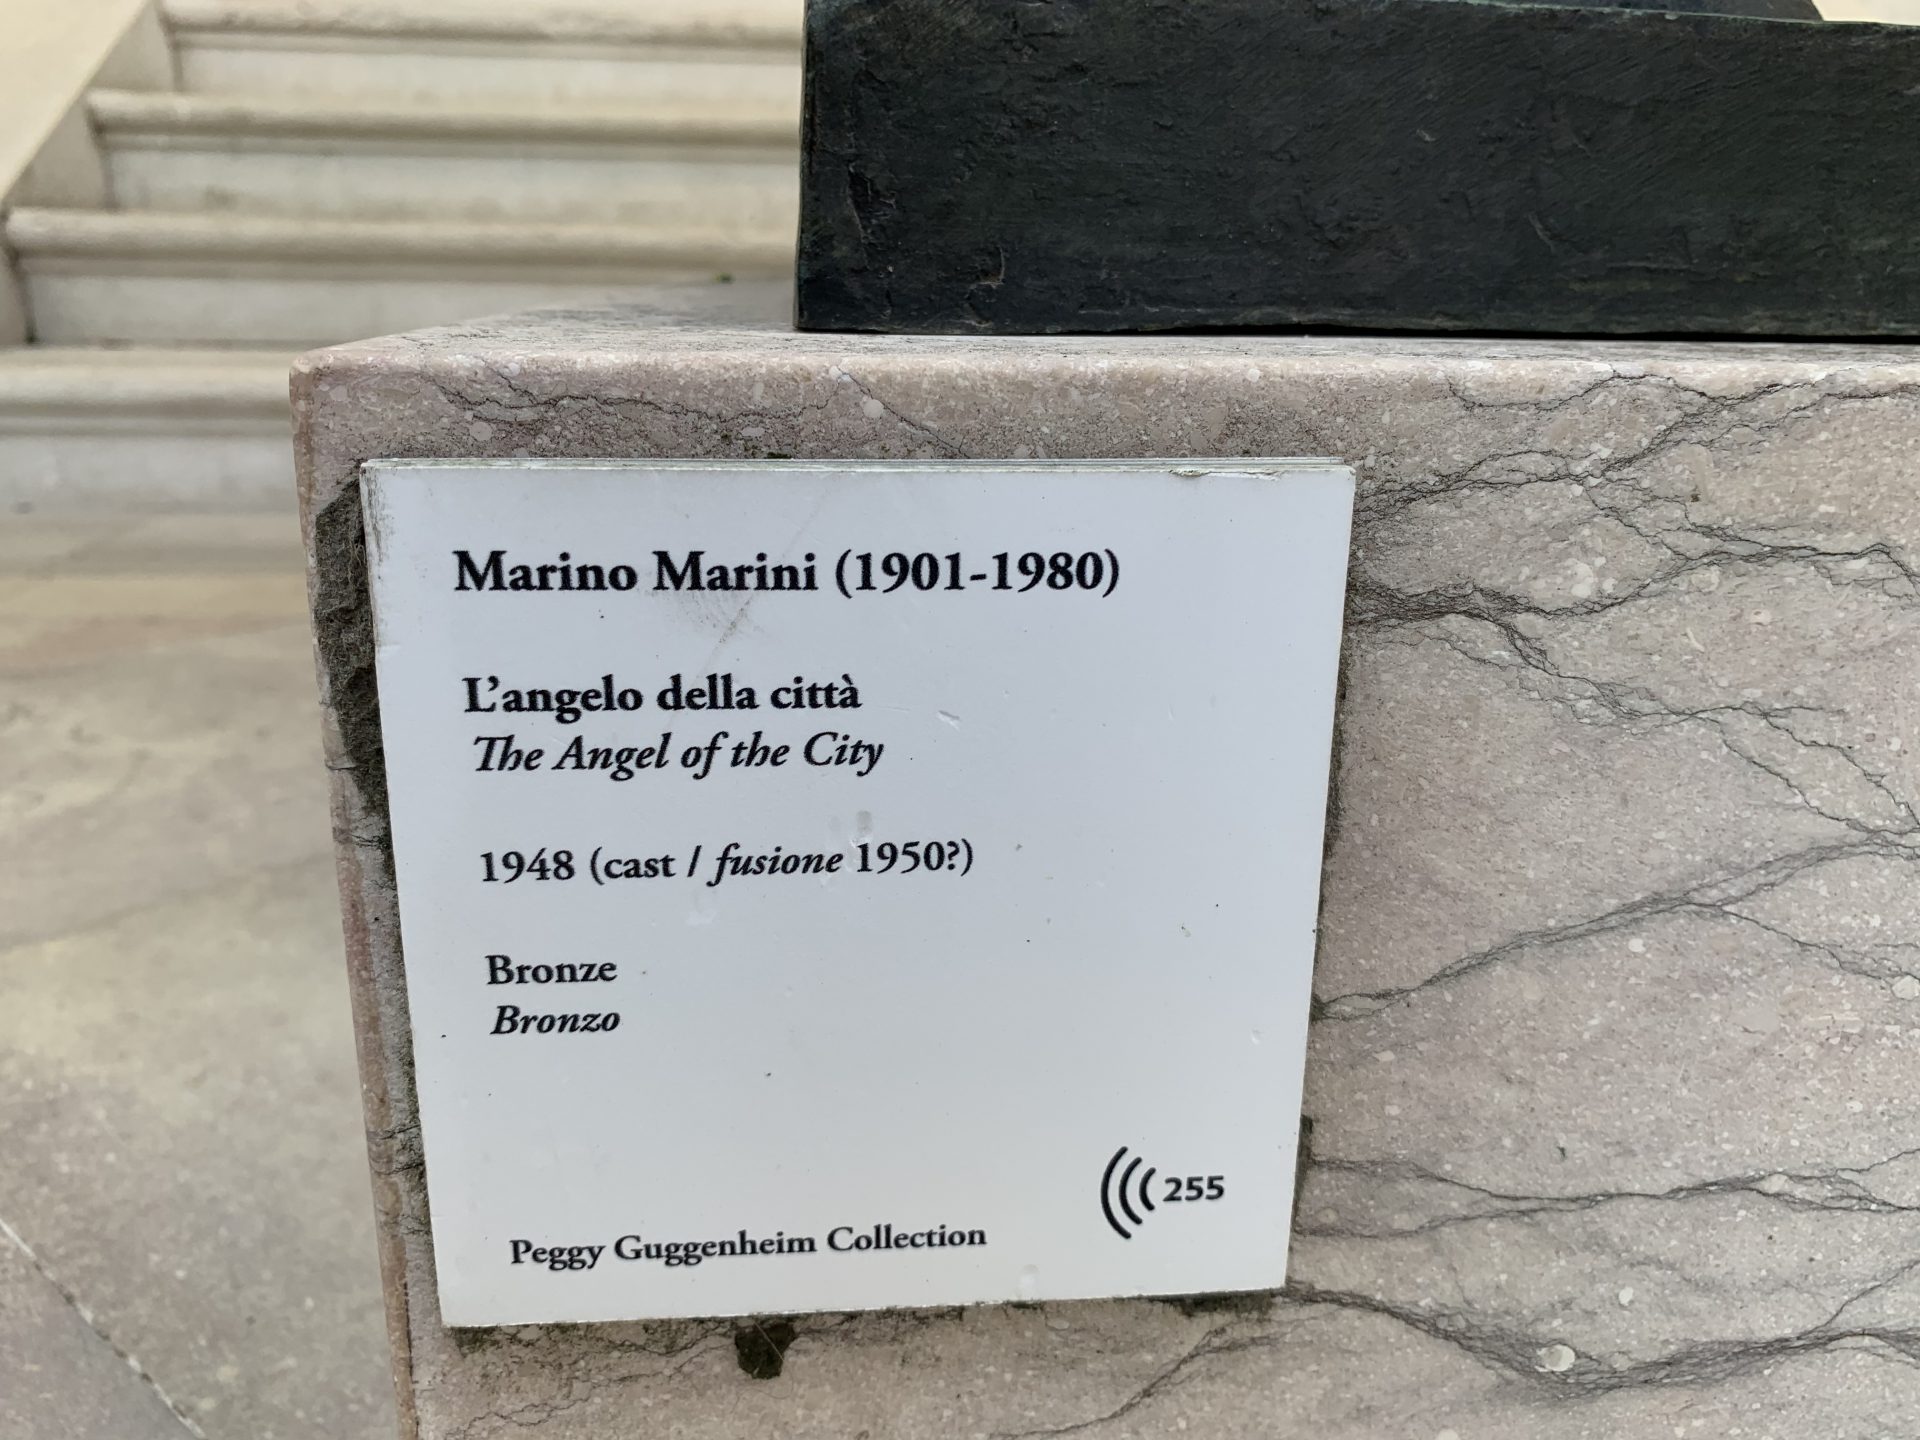 Marino Marini (1901-1980)
L'angelo della città
The Angel of the City
1948 (cast / fusione 1950?)
Bronze
Bronzo
255
Peggy Guggenheim Collection